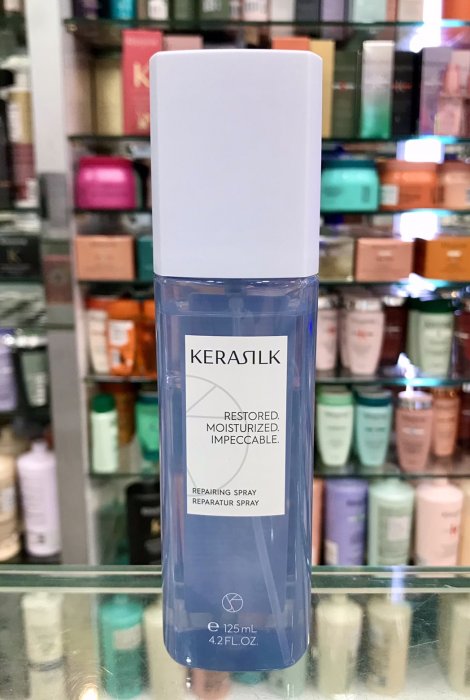 KERASILK
RESTORED.
MOISTURIZED.
IMPECCABLE.
REPAIRING SPRAY
REPARATUR SPRAY
e 125 mL
4.2 FL.OZ.